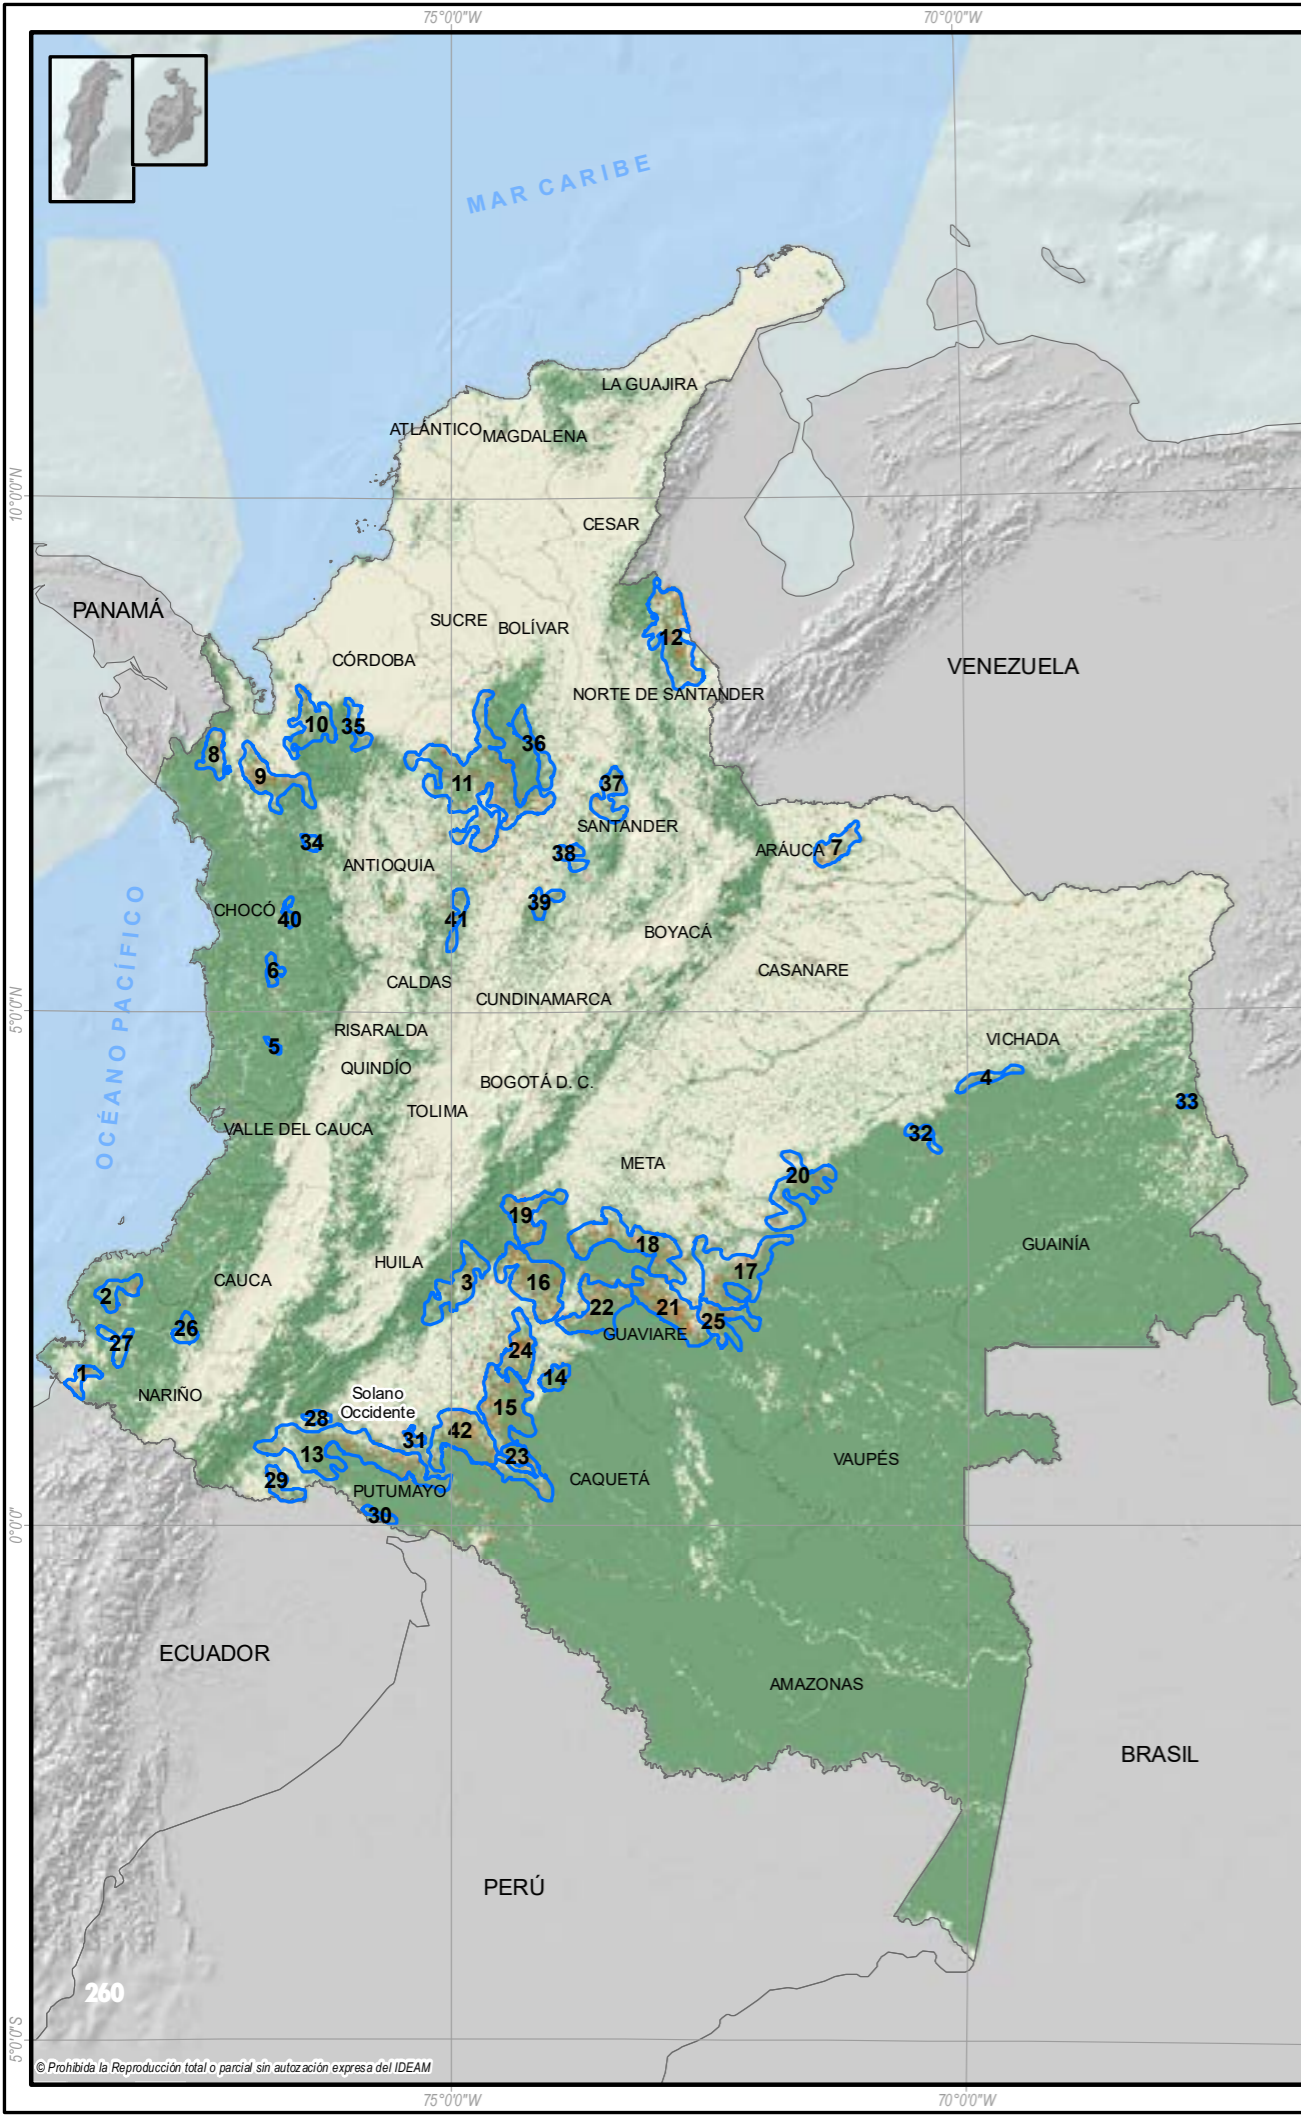 75°0'0"W
70°0'0"W
MAR CARIBE
LA GUAJIRA
ATLÁNTICO
MAGDALENA
10°0'0"N
CESAR
PANAMÁ
SUCRE
BOLÍVAR
12
CÓRDOBA
VENEZUELA
NORTE DE SANTANDER
10
35
36
8
9
11
37
SANTANDER
34
38
ARÁUCA
7
ANTIOQUIA
39
CHOCÓ
40
41
BOYACÁ
OCÉANO PACÍFICO
6
CASANARE
CALDAS
CUNDINAMARCA
5°0'0"N
RISARALDA
5
VICHADA
QUINDÍO
BOGOTÁ D. C.
4
TOLIMA
33
VALLE DEL CAUCA
32
META
20
19
18
GUAINÍA
HUILA
17
CAUCA
3
16
2
22
21
25
26
GUAVIARE
27
24
1
14
NARIÑO
Solano
Occidente
15
28
42
31
13
23
VAUPÉS
29
CAQUETÁ
PUTUMAYO
30
0°0'0"
ECUADOR
AMAZONAS
BRASIL
PERÚ
260
5°0'0"S
© Prohibida la Reproducción total o parcial sin autozación expresa del IDEAM
75°0'0"W
70°0'0"W